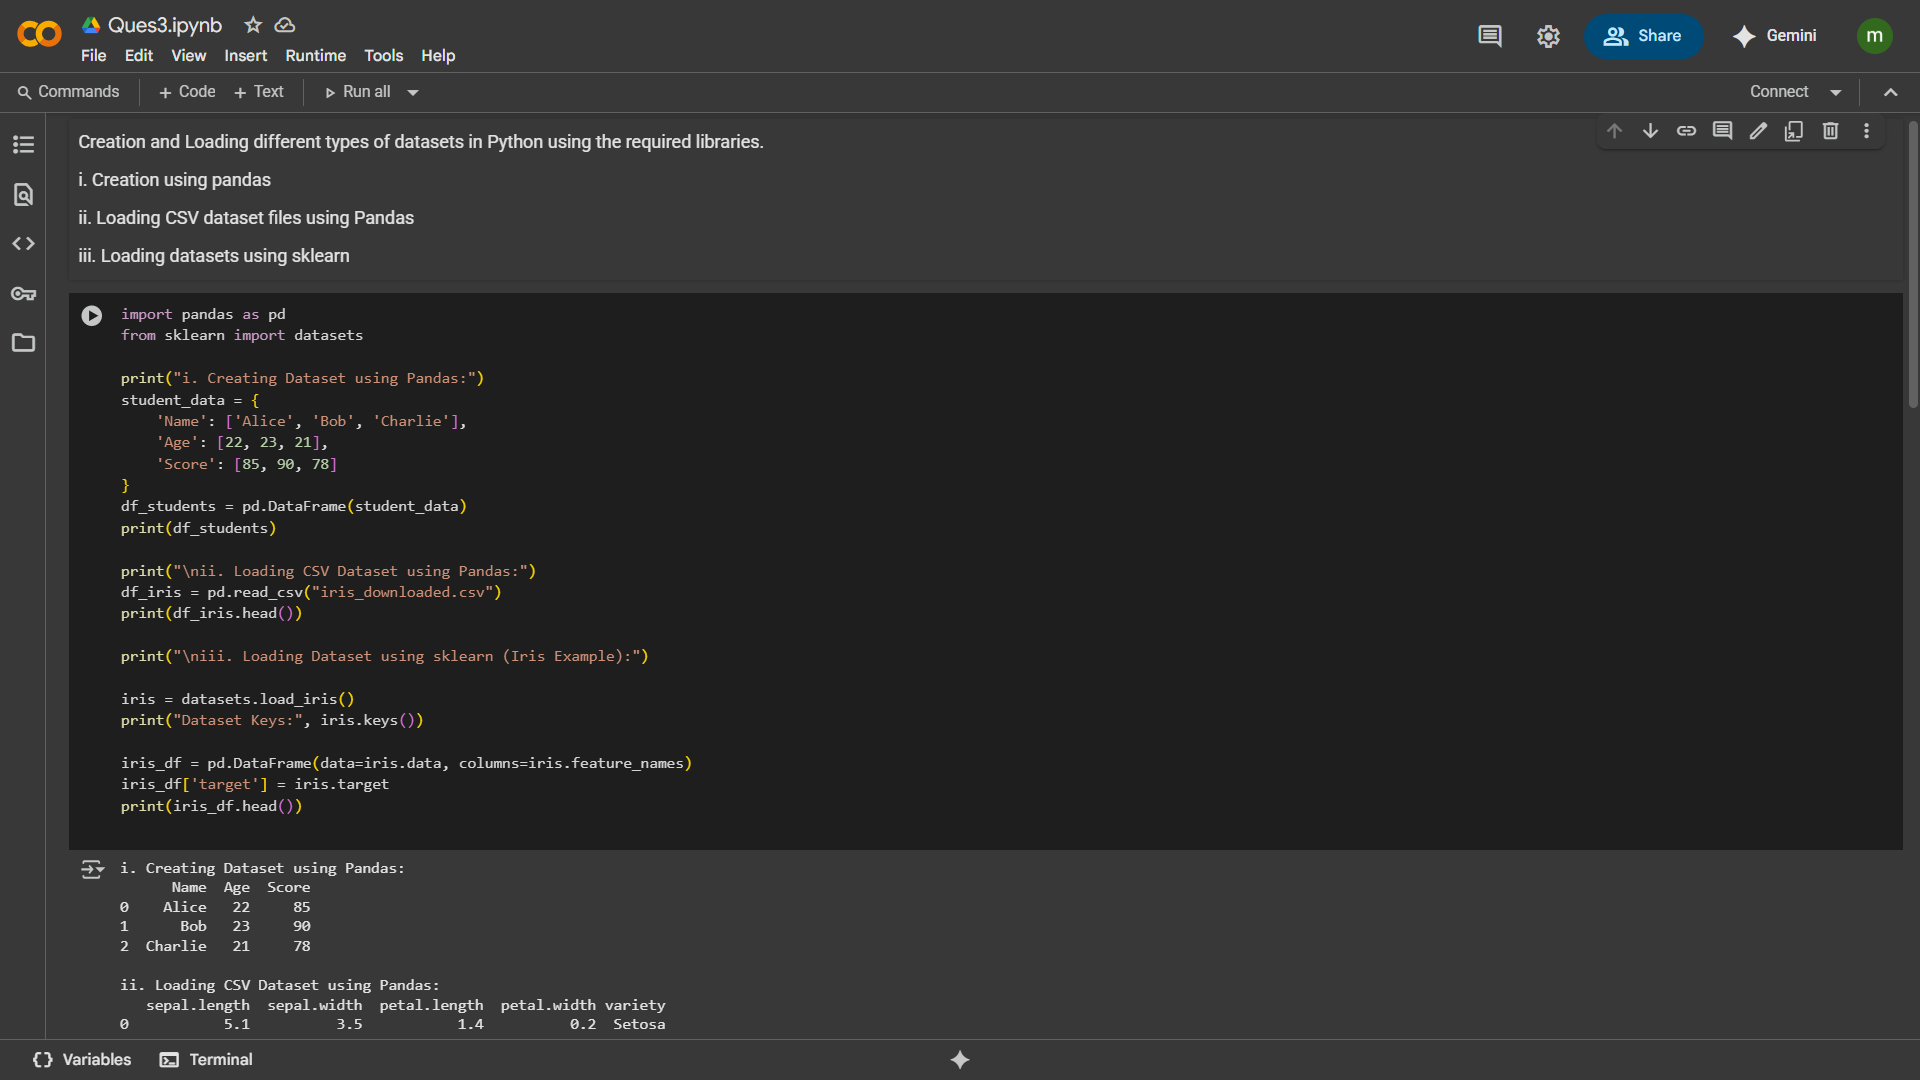 Ques3.ipynb
File Edit View Insert Runtime Tools Help
Share
Gemini
m
Commands + Code + Text Run all
Connect
Creation and Loading different types of datasets in Python using the required libraries.
i. Creation using pandas
ii. Loading CSV dataset files using Pandas
iii. Loading datasets using sklearn
import pandas as pd
from sklearn import datasets
print("i. Creating Dataset using Pandas:")
student_data = {
    'Name': ['Alice', 'Bob', 'Charlie'],
    'Age': [22, 23, 21],
    'Score': [85, 90, 78]
}
df_students = pd.DataFrame(student_data)
print(df_students)
print("\nii. Loading CSV Dataset using Pandas:")
df_iris = pd.read_csv("iris_downloaded.csv")
print(df_iris.head())
print("\niii. Loading Dataset using sklearn (Iris Example):")
iris = datasets.load_iris()
print("Dataset Keys:", iris.keys())
iris_df = pd.DataFrame(data=iris.data, columns=iris.feature_names)
iris_df['target'] = iris.target
print(iris_df.head())
i. Creating Dataset using Pandas:
      Name  Age  Score
0    Alice   22     85
1      Bob   23     90
2  Charlie   21     78
ii. Loading CSV Dataset using Pandas:
   sepal.length  sepal.width  petal.length  petal.width variety
0           5.1          3.5           1.4          0.2  Setosa
Variables Terminal